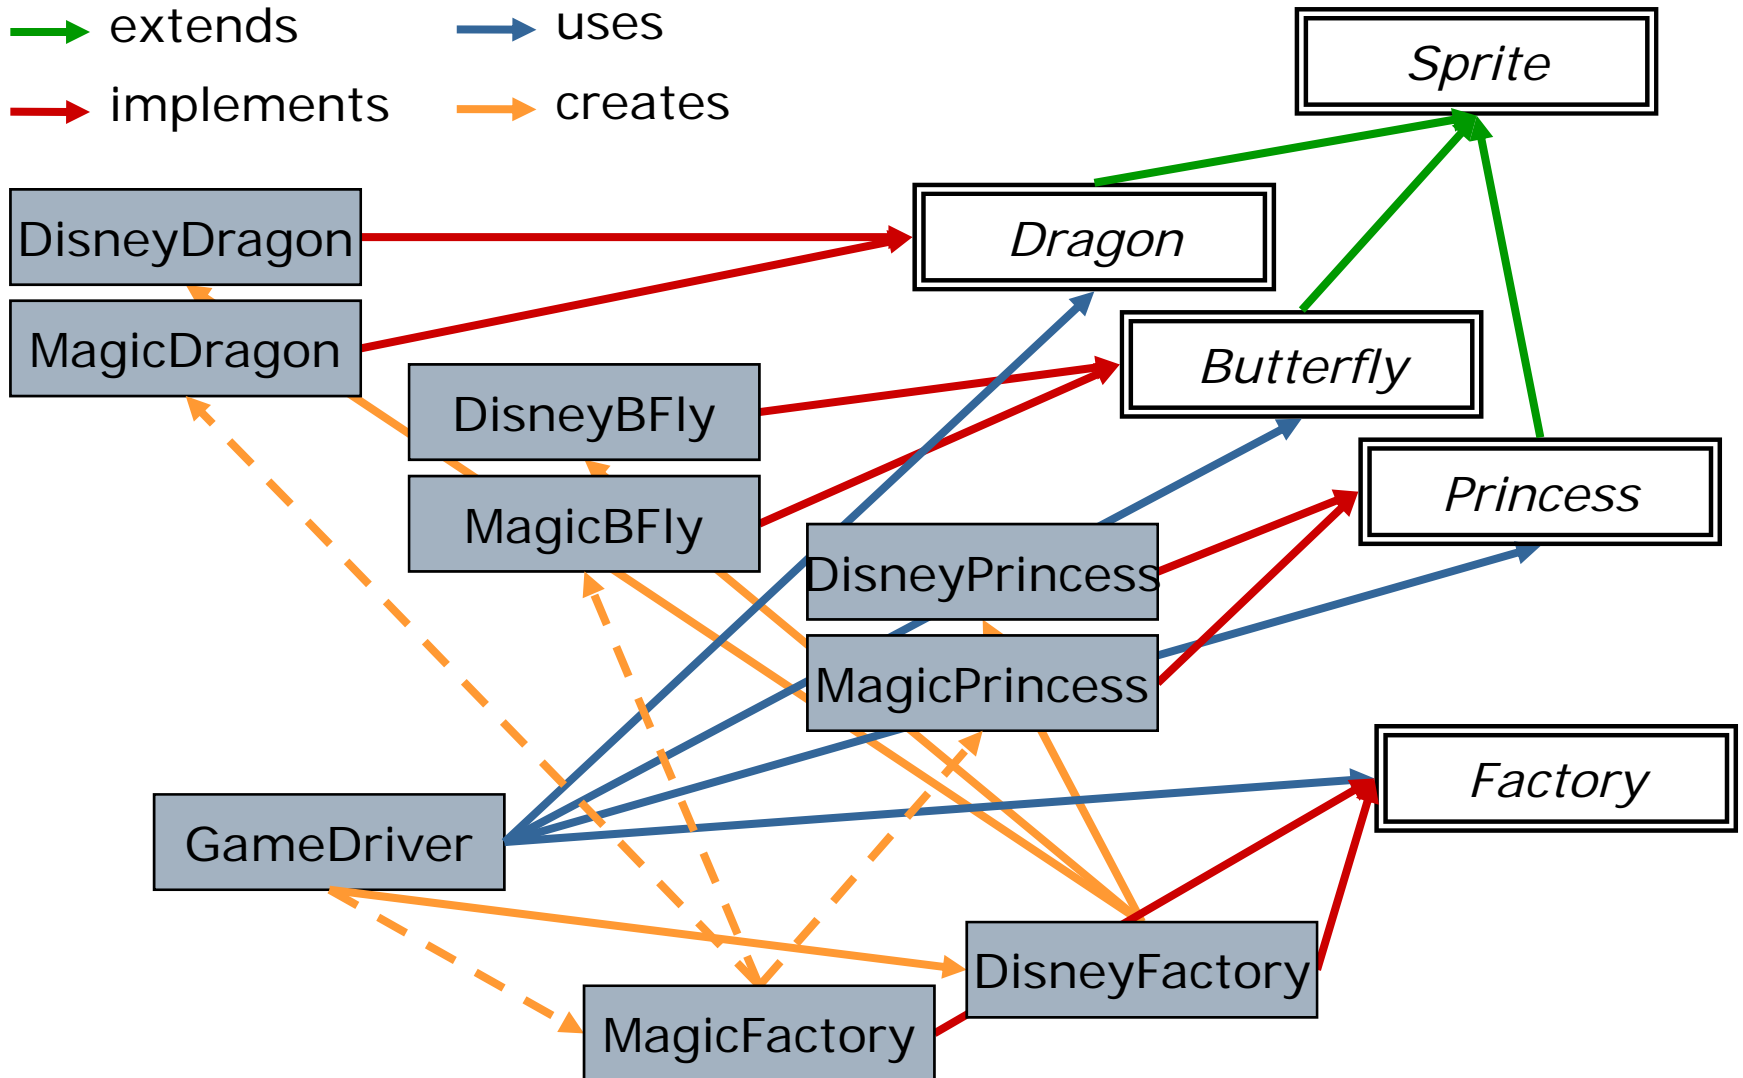 extends
uses
implements
creates
Sprite
DisneyDragon
Dragon
MagicDragon
Butterfly
DisneyBFly
MagicBFly
Princess
DisneyPrincess
MagicPrincess
Factory
GameDriver
DisneyFactory
MagicFactory